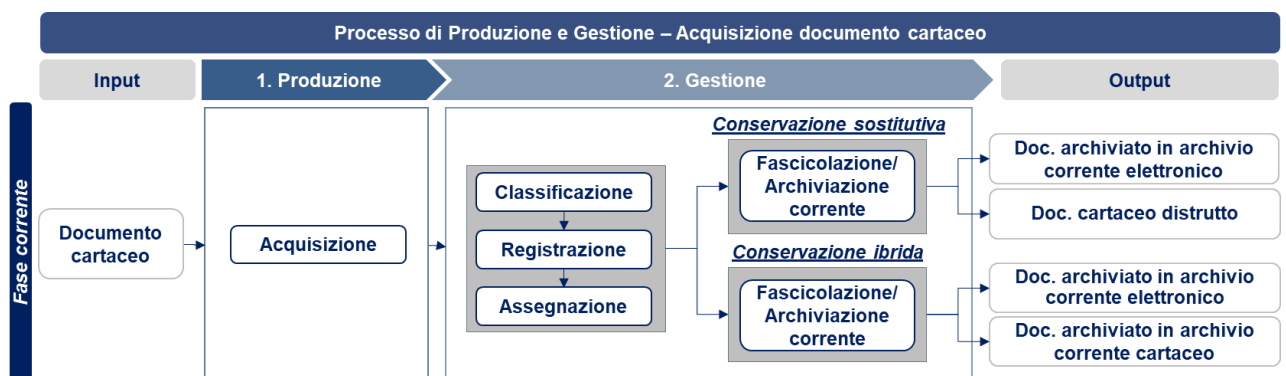 Processo di Produzione e Gestione – Acquisizione documento cartaceo
Input
1. Produzione
2. Gestione
Output
Fase corrente
Documento
cartaceo
Acquisizione
Classificazione
Registrazione
Assegnazione
Conservazione sostitutiva
Fascicolazione/
Archiviazione
corrente
Conservazione ibrida
Fascicolazione/
Archiviazione
corrente
Doc. archiviato in archivio
corrente elettronico
Doc. cartaceo distrutto
Doc. archiviato in archivio
corrente elettronico
Doc. archiviato in archivio
corrente cartaceo